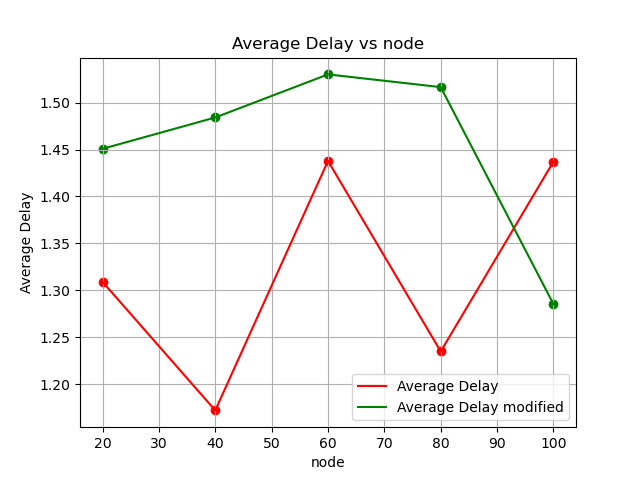 Average Delay vs node
1.50
1.45
1.40
1.35
1.30
1.25
1.20
Average Delay
20 30 40 50 60 70 80 90 100
node
Average Delay
Average Delay modified